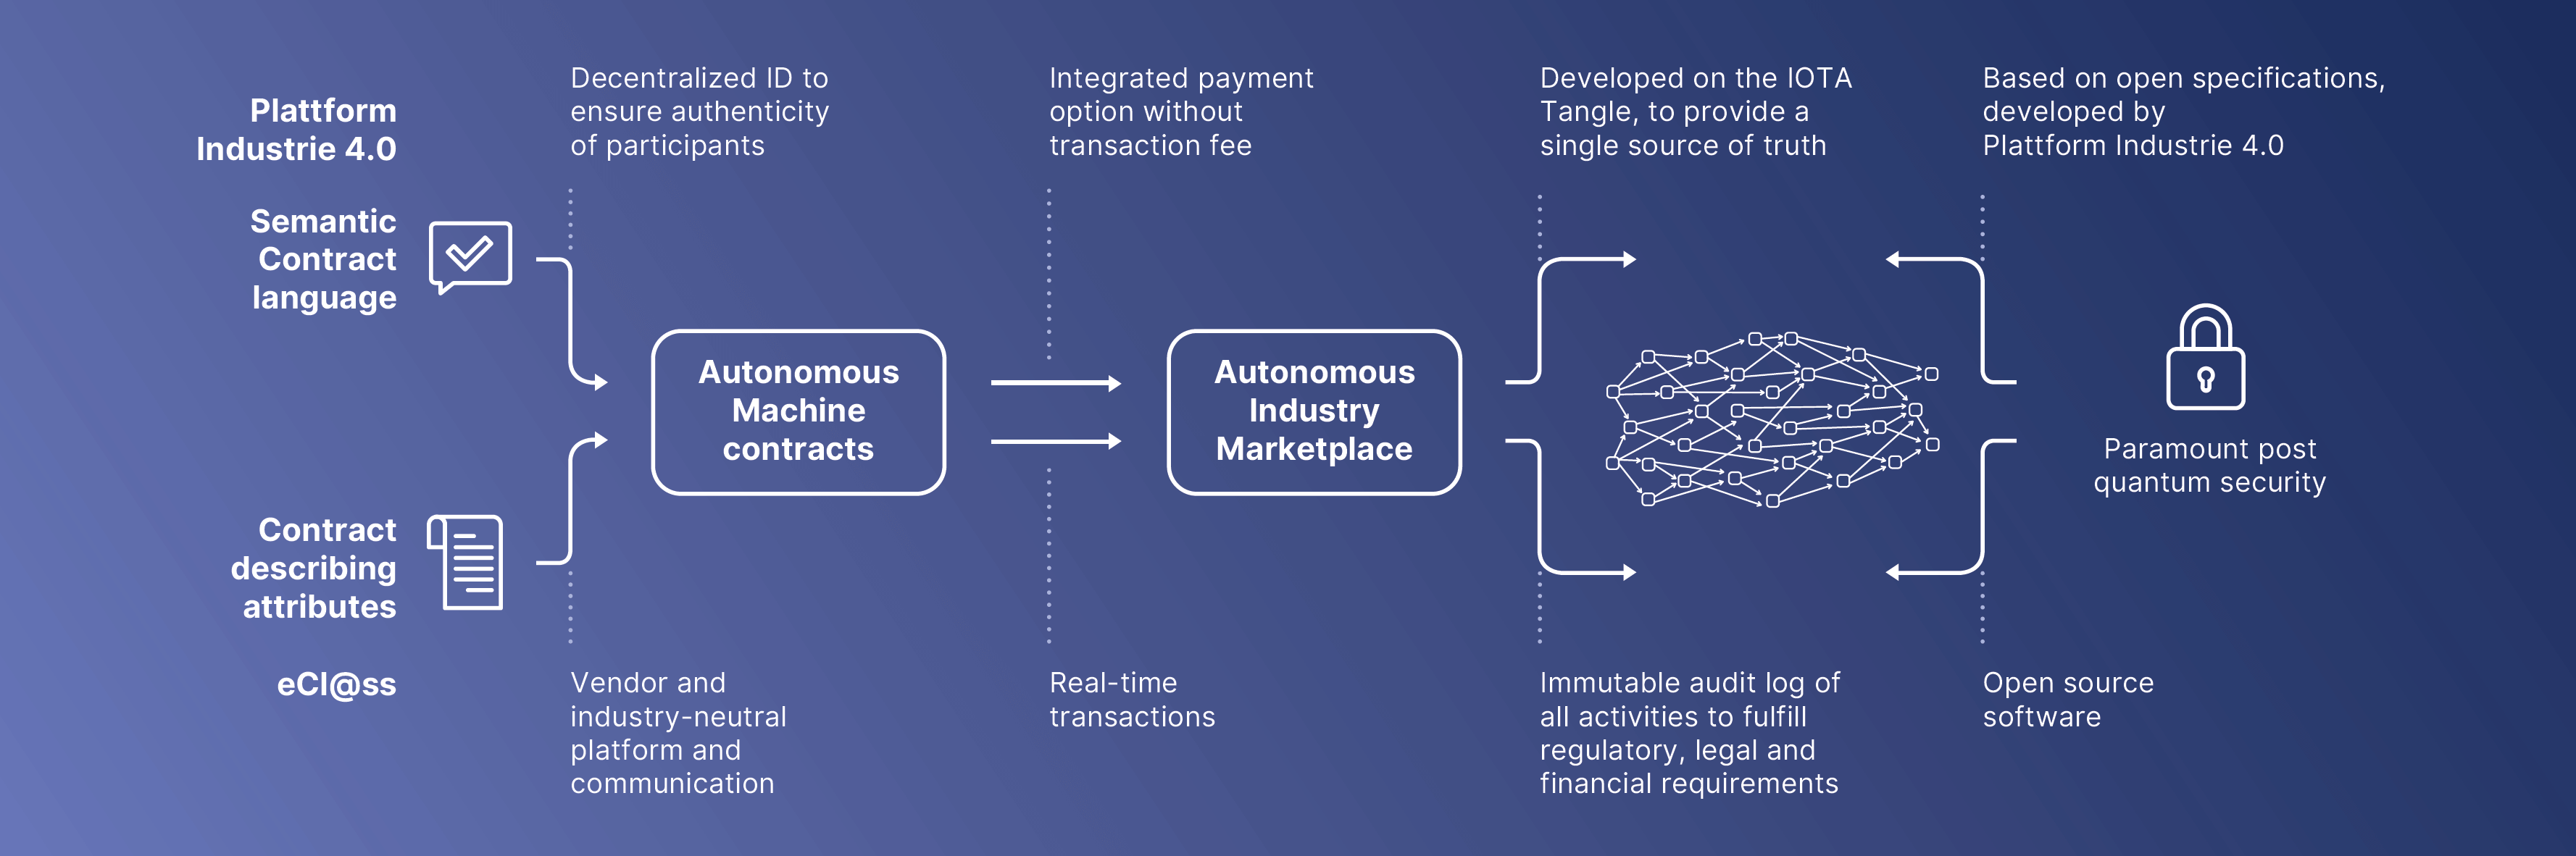 Plattform
Industrie 4.0
Semantic
Contract
language
Contract
describing
attributes
eCl@ss
Decentralized ID to
ensure authenticity
of participants
Vendor and
industry-neutral
platform and
communication
Autonomous
Machine
contracts
Integrated payment
option without
transaction fee
Real-time
transactions
Autonomous
Industry
Marketplace
Developed on the IOTA
Tangle, to provide a
single source of truth
Immutable audit log of
all activities to fulfill
regulatory, legal and
financial requirements
Based on open specifications,
developed by
Plattform Industrie 4.0
Open source
software
Paramount post
quantum security